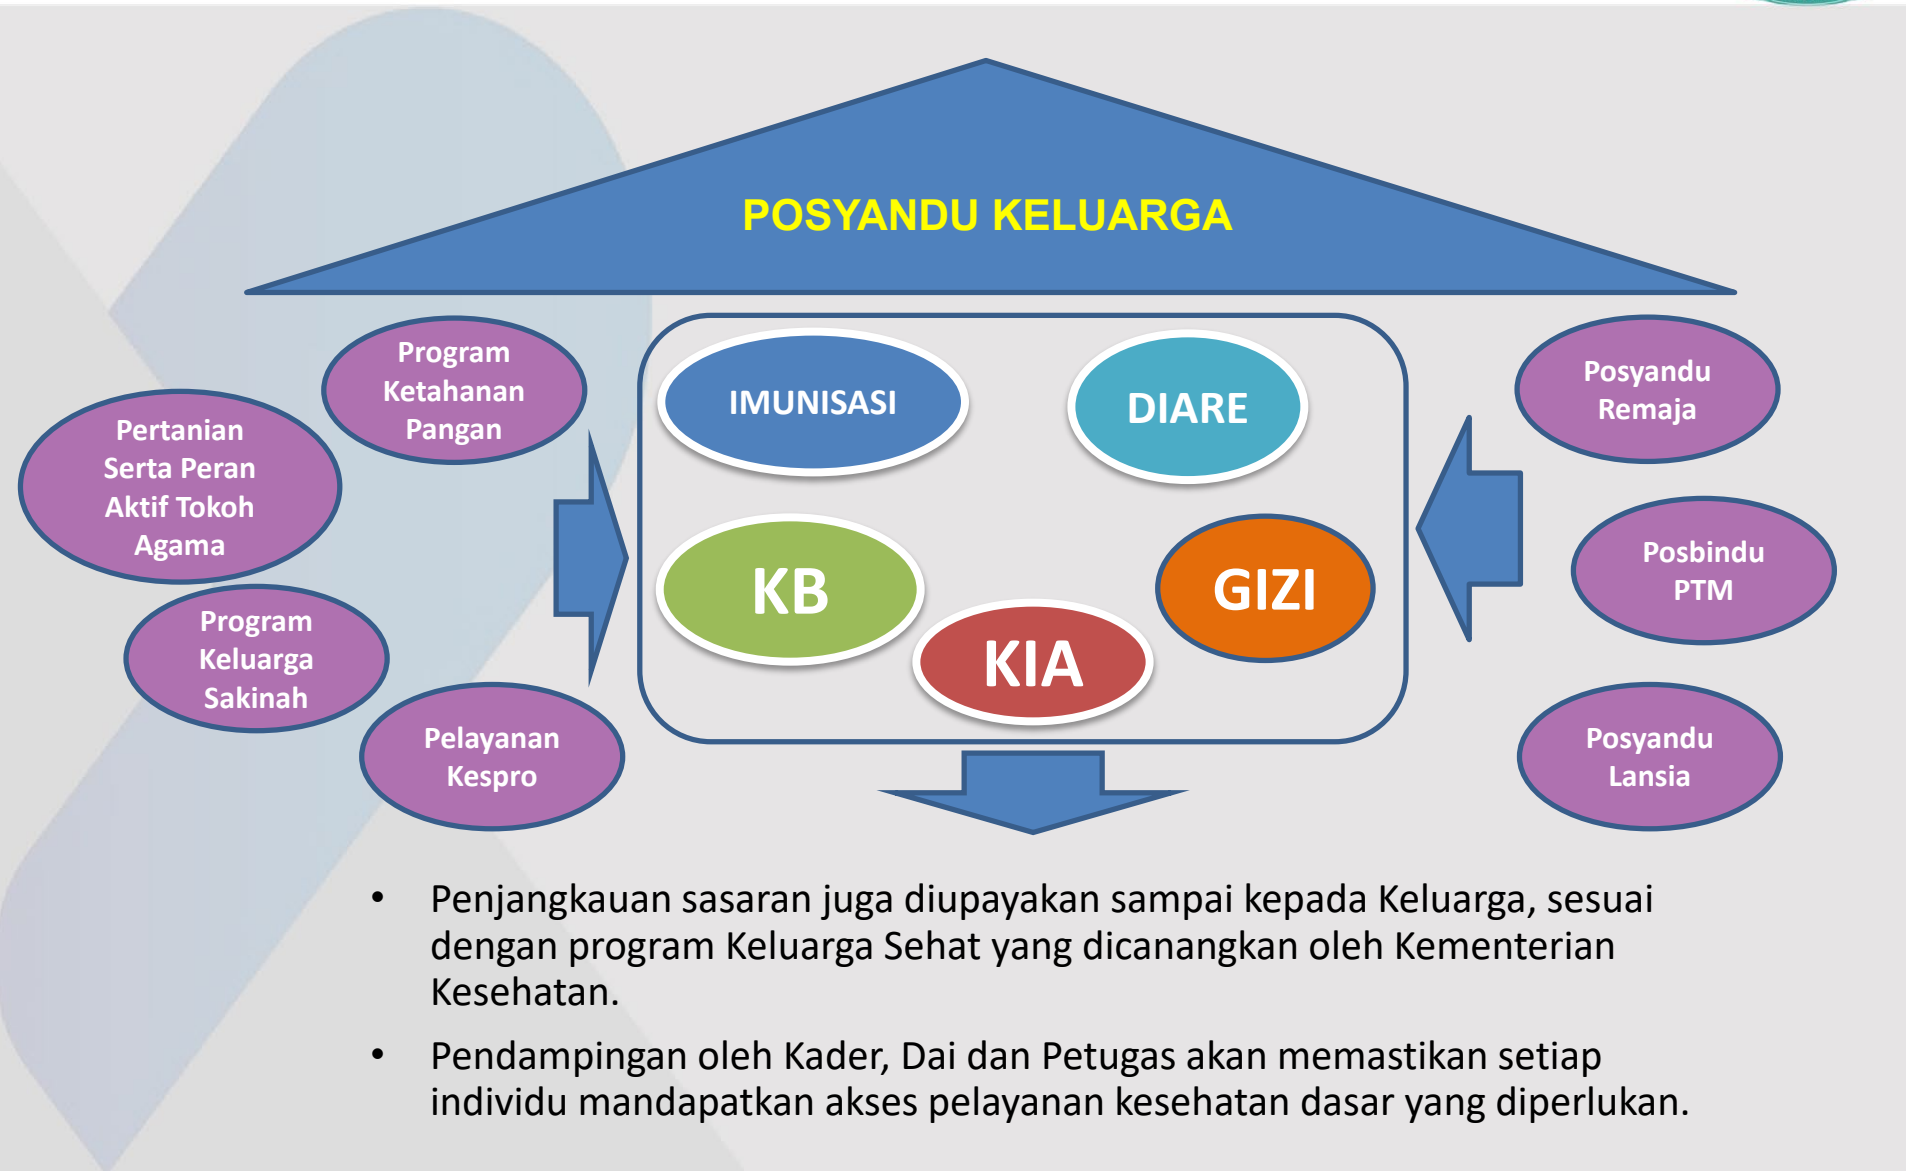 POSYANDU KELUARGA
Program
Ketahanan
Pangan
Pertanian
Serta Peran
Aktif Tokoh
Agama
Program
Keluarga
Sakinah
Pelayanan
Kespro
IMUNISASI
DIARE
KB
GIZI
KIA
Posyandu
Remaja
Posbindu
PTM
Posyandu
Lansia
• Penjangkauan sasaran juga diupayakan sampai kepada Keluarga, sesuai
dengan program Keluarga Sehat yang dicanangkan oleh Kementerian
Kesehatan.
• Pendampingan oleh Kader, Dai dan Petugas akan memastikan setiap
individu mandapatkan akses pelayanan kesehatan dasar yang diperlukan.